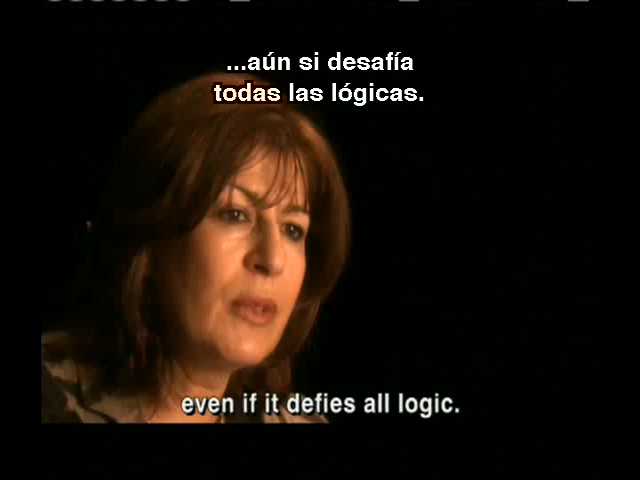 ...aún si desafía
todas las lógicas.
even if it defies all logic.